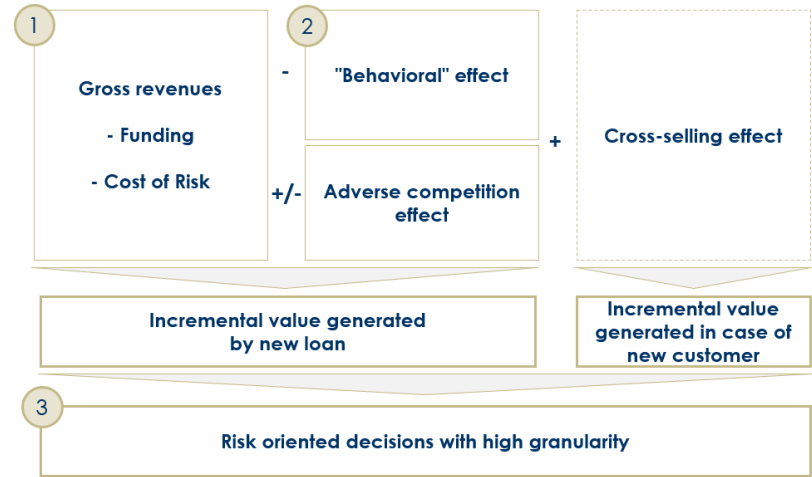 1
Gross revenues
- Funding
- Cost of Risk
-
+/-
2
"Behavioral" effect
Adverse competition
effect
+
Cross-selling effect
Incremental value generated
by new loan
Incremental value
generated in case of
new customer
3
Risk oriented decisions with high granularity